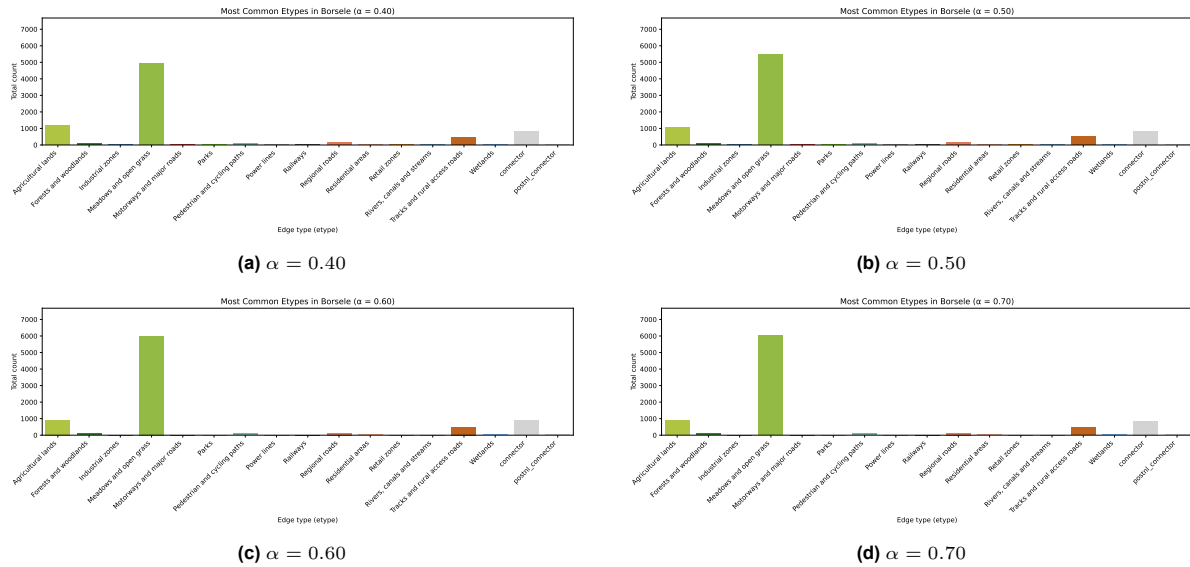 Most Common Etypes in Borsele (α = 0.40)
Total count
7000
6000
5000
4000
3000
2000
1000
0
Agricultural lands
Forests and woodlands
Industrial zones
Meadows and open grass
Motorways and major roads
Parks
Pedestrian and cycling paths
Power lines
Railways
Regional roads
Residential areas
Retail zones
Rivers, canals and streams
Tracks and rural access roads
Wetlands
connector
postnl_connector
Edge type (etype)
(a) α = 0.40
Most Common Etypes in Borsele (α = 0.50)
Total count
7000
6000
5000
4000
3000
2000
1000
0
Agricultural lands
Forests and woodlands
Industrial zones
Meadows and open grass
Motorways and major roads
Parks
Pedestrian and cycling paths
Power lines
Railways
Regional roads
Residential areas
Retail zones
Rivers, canals and streams
Tracks and rural access roads
Wetlands
connector
postnl_connector
Edge type (etype)
(b) α = 0.50
Most Common Etypes in Borsele (α = 0.60)
Total count
7000
6000
5000
4000
3000
2000
1000
0
Agricultural lands
Forests and woodlands
Industrial zones
Meadows and open grass
Motorways and major roads
Parks
Pedestrian and cycling paths
Power lines
Railways
Regional roads
Residential areas
Retail zones
Rivers, canals and streams
Tracks and rural access roads
Wetlands
connector
postnl_connector
Edge type (etype)
(c) α = 0.60
Most Common Etypes in Borsele (α = 0.70)
Total count
7000
6000
5000
4000
3000
2000
1000
0
Agricultural lands
Forests and woodlands
Industrial zones
Meadows and open grass
Motorways and major roads
Parks
Pedestrian and cycling paths
Power lines
Railways
Regional roads
Residential areas
Retail zones
Rivers, canals and streams
Tracks and rural access roads
Wetlands
connector
postnl_connector
Edge type (etype)
(d) α = 0.70